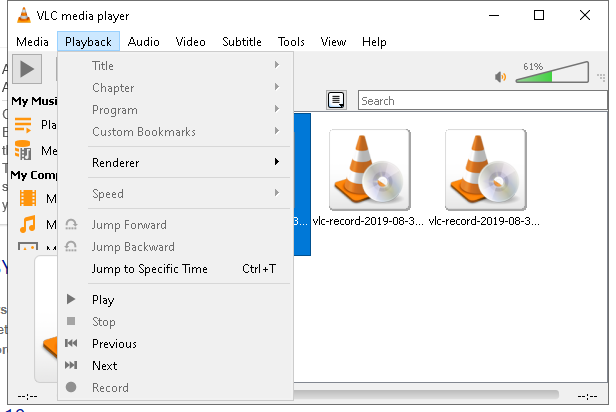 VLC media player
Media Playback Audio Video Subtitle Tools View Help
61%
Search
My Musi
Pla
Me
My Comp
M
M
M
Title
Chapter
Program
Custom Bookmarks
Renderer
Speed
Jump Forward
Jump Backward
Jump to Specific Time Ctrl+T
Play
Stop
Previous
Next
Record
3... vlc-record-2019-08-3... vlc-record-2019-08-3...
--:-- --:--